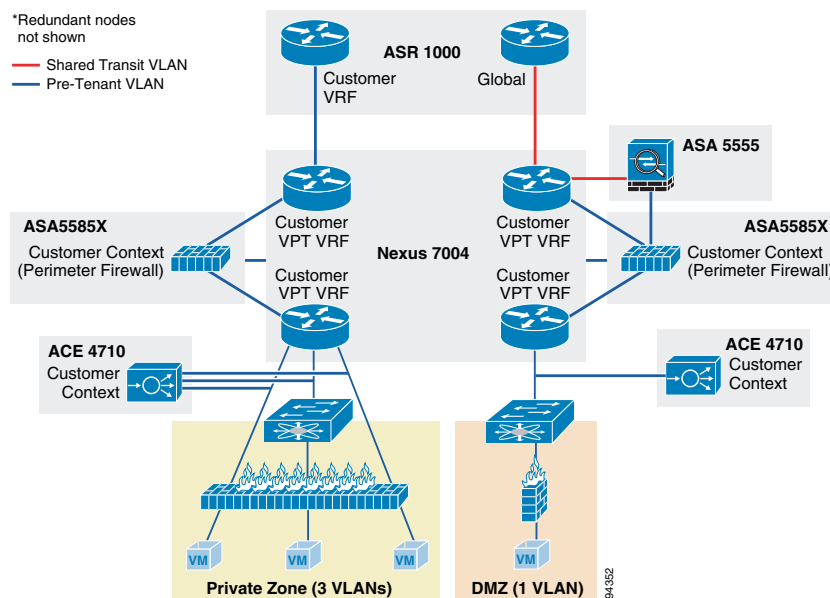 *Redundant nodes
not shown
Shared Transit VLAN
Pre-Tenant VLAN
ASR 1000
Customer
VRF
Global
ASA 5555
ASA5585X
Customer Context
(Perimeter Firewall)
Customer
VPT VRF
Customer
VPT VRF
Nexus 7004
Customer
VPT VRF
Customer
VPT VRF
ASA5585X
Customer Context
(Perimeter Firewall)
ACE 4710
Customer
Context
ACE 4710
Customer
Context
VM
VM
VM
VM
Private Zone (3 VLANs)
DMZ (1 VLAN)
94352